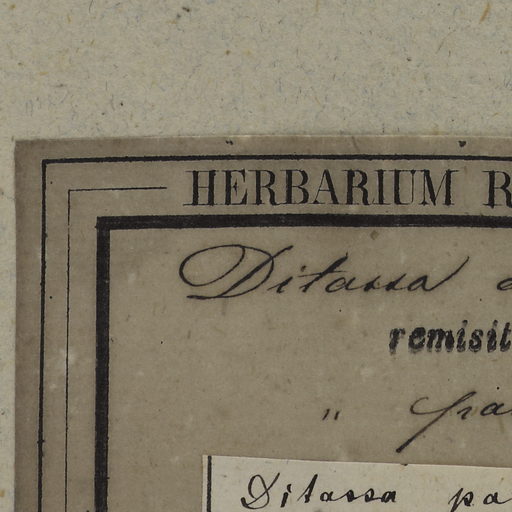 HERBARIUM
Ditassa
remisit
"
Ditassa